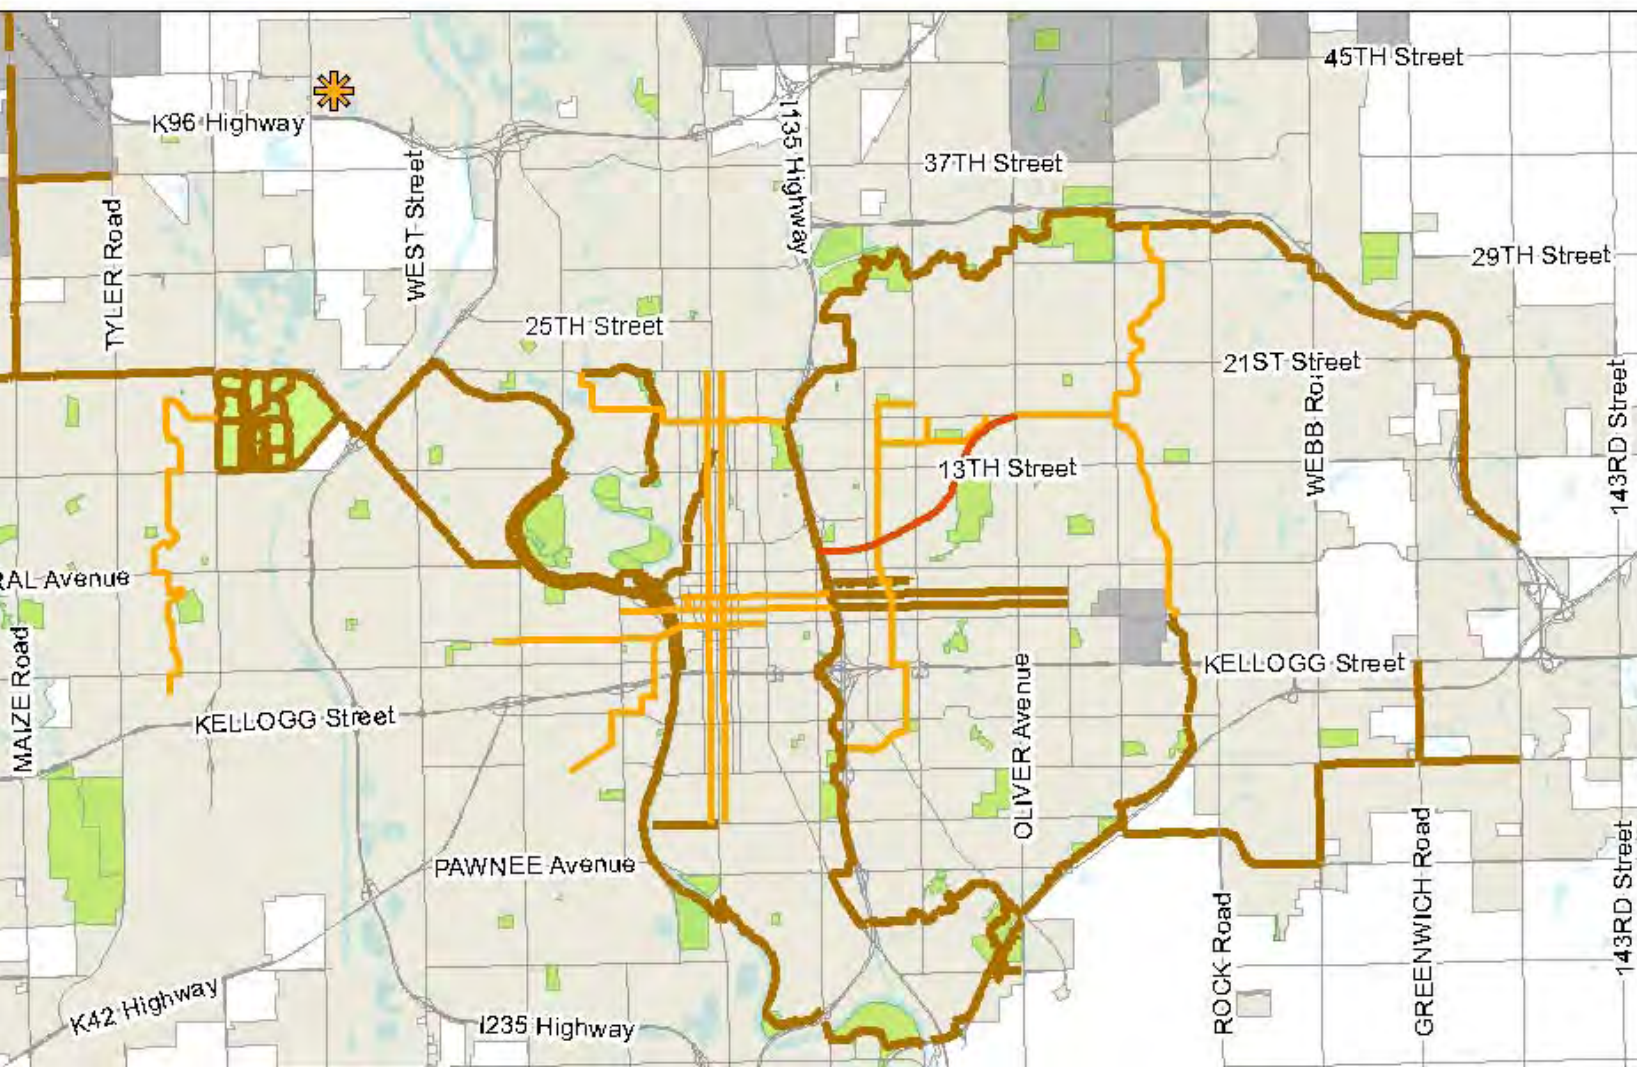 45TH Street
K96 Highway
I135 Highway
37TH Street
WEST Street
TYLER Road
29TH Street
25TH Street
21ST Street
WEBB Road
143RD Street
13TH Street
RAL Avenue
MAIZE Road
KELLOGG Street
OLIVER Avenue
KELLOGG Street
PAWNEE Avenue
GREENWICH Road
143RD Street
ROCK Road
K42 Highway
I235 Highway